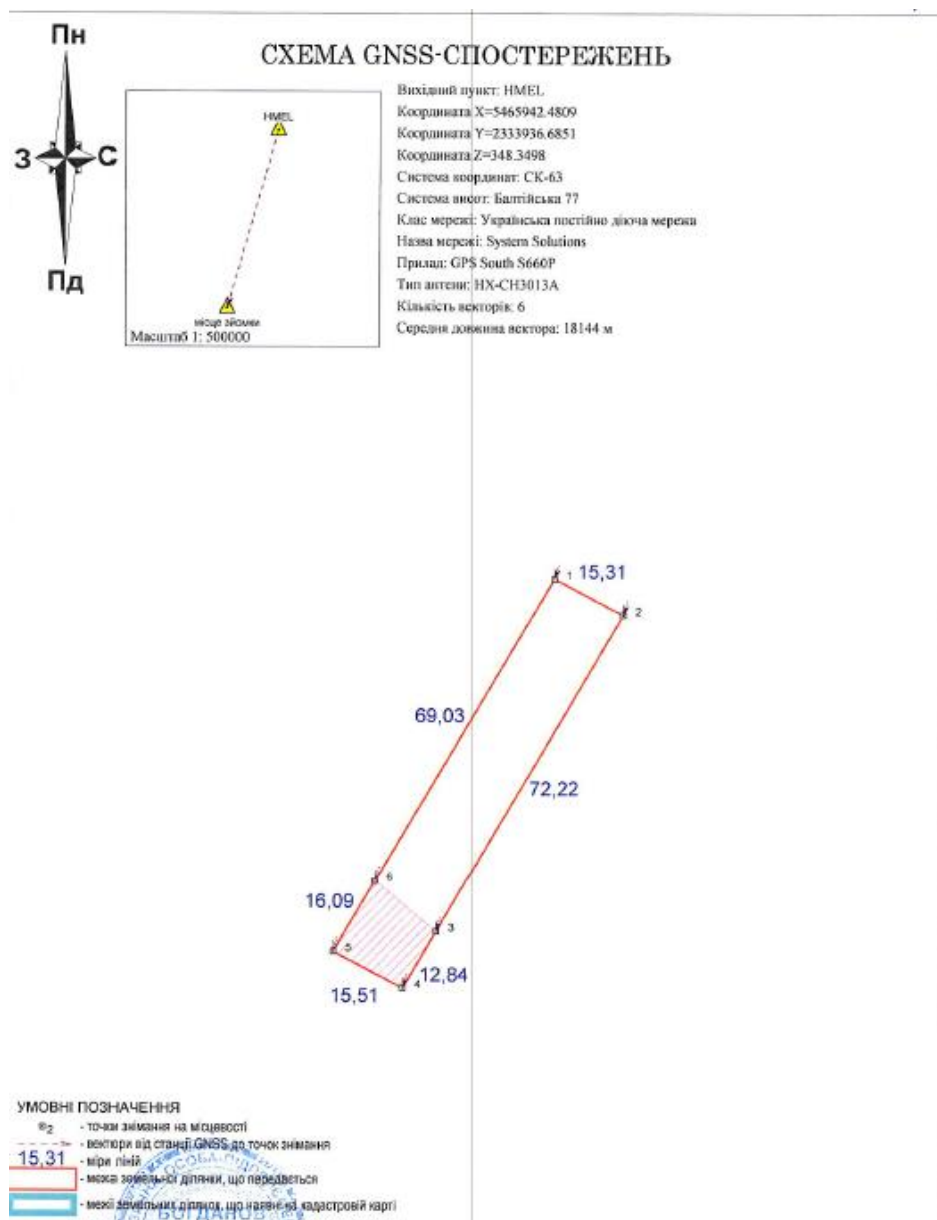 Пн
СХЕМА GNSS-СПОСТЕРЕЖЕНЬ
З
С
Пд
HMEL
місце зйомки
Масштаб 1: 500000
Вихідний пункт: HMEL
Координата X=5465942.4809
Координата Y=2333936.6851
Координата Z=348.3498
Система координат: СК-63
Система висот: Балтійська 77
Клас мережі: Українська постійно діюча мережа
Назва мережі: System Solutions
Прилад: GPS South S660P
Тип антени: HX-CH3013A
Кількість векторів: 6
Середня довжина вектора: 18144 м
1 15,31
2
69,03
72,22
6
16,09
3
5
12,84
4
15,51
УМОВНІ ПОЗНАЧЕННЯ
2 - точки знімання на місцевості
- вектори від станції GNSS до точок знімання
15,31 - міри ліній
- межа земельної ділянки, що передається
- межі земельних ділянок, що наявні на кадастровій карті
БОГДАНОВ